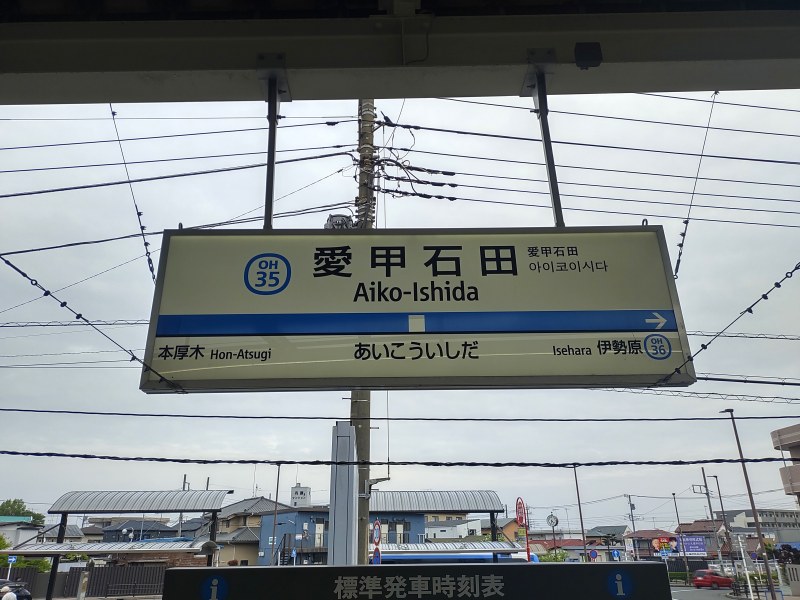 OH
35
愛甲石田
愛甲石田
아이코이시다
Aiko-Ishida
本厚木 Hon-Atsugi
あいこういしだ
Isehara 伊勢原
OH
36
標準発車時刻表